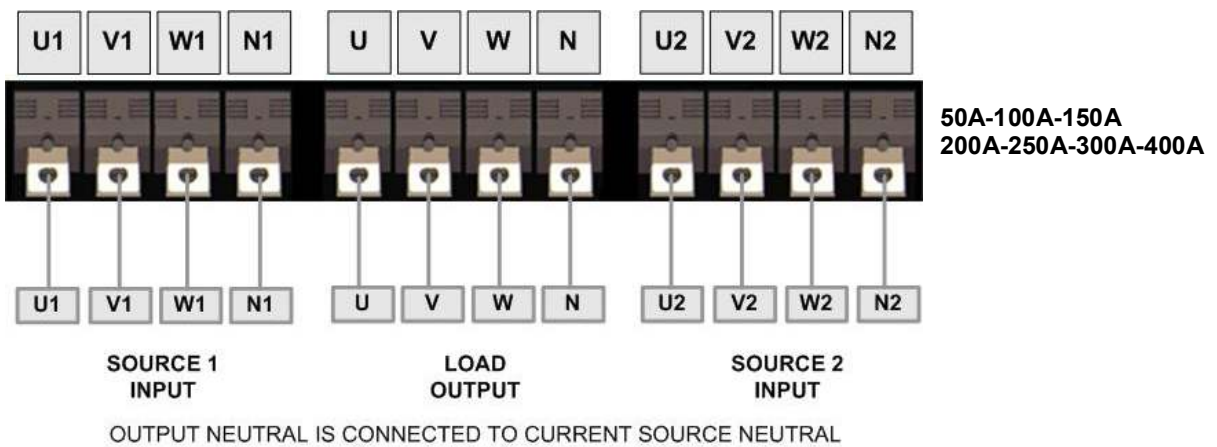 U1 V1 W1 N1 U V W N U2 V2 W2 N2
50A-100A-150A
200A-250A-300A-400A
U1 V1 W1 N1 U V W N U2 V2 W2 N2
SOURCE 1
INPUT
LOAD
OUTPUT
SOURCE 2
INPUT
OUTPUT NEUTRAL IS CONNECTED TO CURRENT SOURCE NEUTRAL